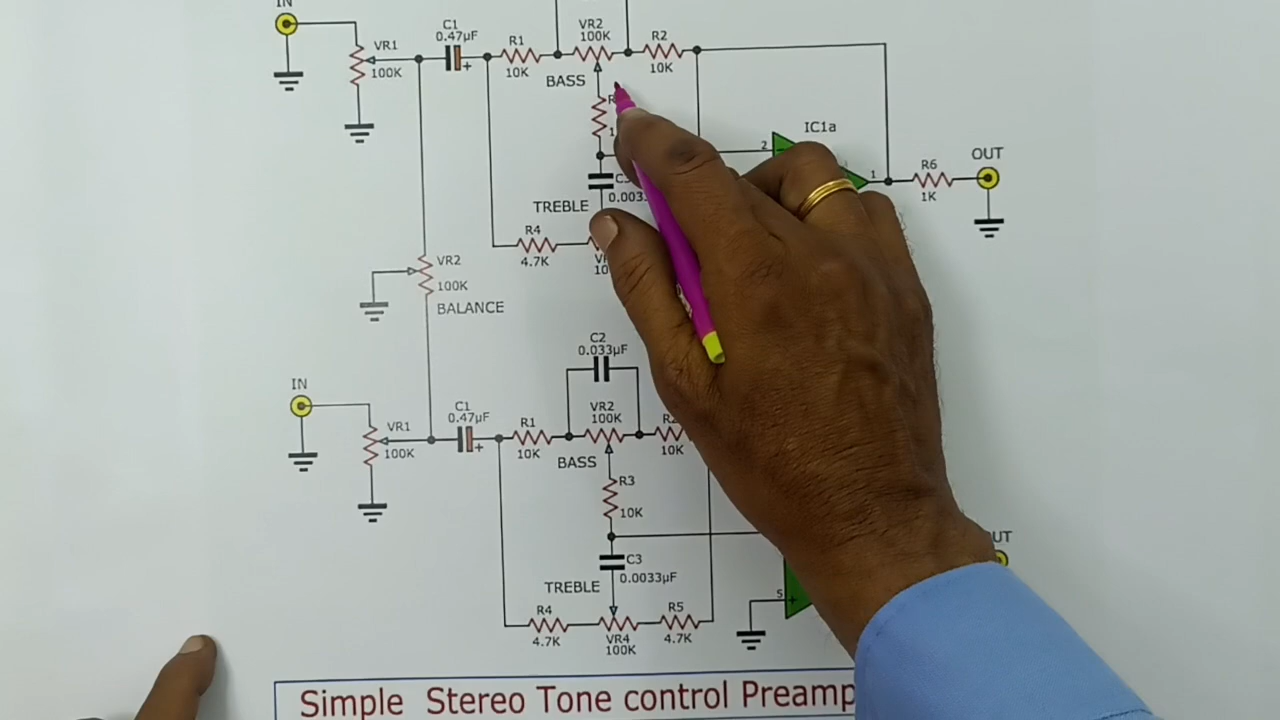 IN
VR1
100K
C1
0.47µF
+
R1
10K
VR2
100K
BASS
R2
10K
IC1a
2
1
R6
1K
OUT
TREBLE
R4
4.7K
VR2
100K
BALANCE
IN
VR1
100K
C1
0.47µF
+
R1
10K
C2
0.033µF
VR2
100K
BASS
10K
R3
10K
C3
0.0033µF
TREBLE
R4
4.7K
VR4
100K
R5
4.7K
5
+
Simple Stereo Tone control Preamp